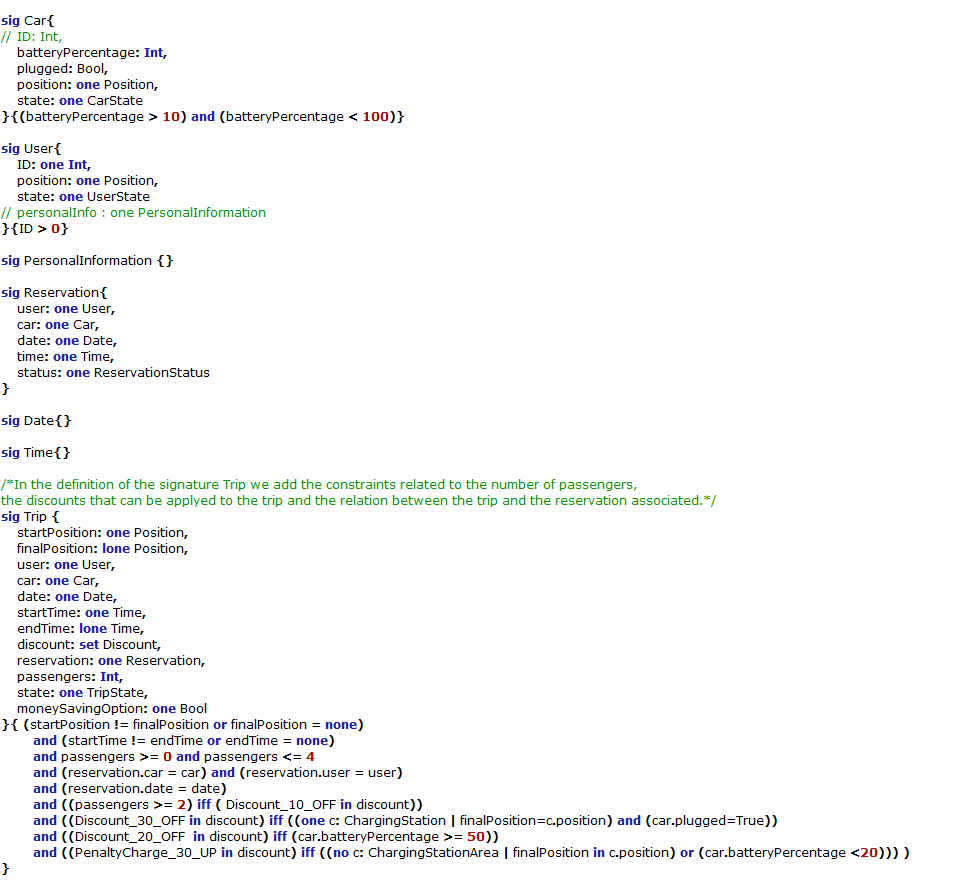 sig Car{
// ID: Int,
batteryPercentage: Int,
plugged: Bool,
position: one Position,
state: one CarState
}{(batteryPercentage > 10) and (batteryPercentage < 100)}
sig User{
ID: one Int,
position: one Position,
state: one UserState
// personalInfo : one PersonalInformation
}{ID > 0}
sig PersonalInformation {}
sig Reservation{
user: one User,
car: one Car,
date: one Date,
time: one Time,
status: one ReservationStatus
}
sig Date{}
sig Time{}
/*In the definition of the signature Trip we add the constraints related to the number of passengers,
the discounts that can be applyed to the trip and the relation between the trip and the reservation associated.*/
sig Trip {
startPosition: one Position,
finalPosition: lone Position,
user: one User,
car: one Car,
date: one Date,
startTime: one Time,
endTime: lone Time,
discount: set Discount,
reservation: one Reservation,
passengers: Int,
state: one TripState,
moneySavingOption: one Bool
}{ (startPosition != finalPosition or finalPosition = none)
and (startTime != endTime or endTime = none)
and passengers >= 0 and passengers <= 4
and (reservation.car = car) and (reservation.user = user)
and (reservation.date = date)
and ((passengers >= 2) iff ( Discount_10_OFF in discount))
and ((Discount_30_OFF in discount) iff ((one c: ChargingStation | finalPosition=c.position) and (car.plugged=True))
and ((Discount_20_OFF  in discount) iff (car.batteryPercentage >= 50))
and ((PenaltyCharge_30_UP in discount) iff ((no c: ChargingStationArea | finalPosition in c.position) or (car.batteryPercentage <20))) )
}